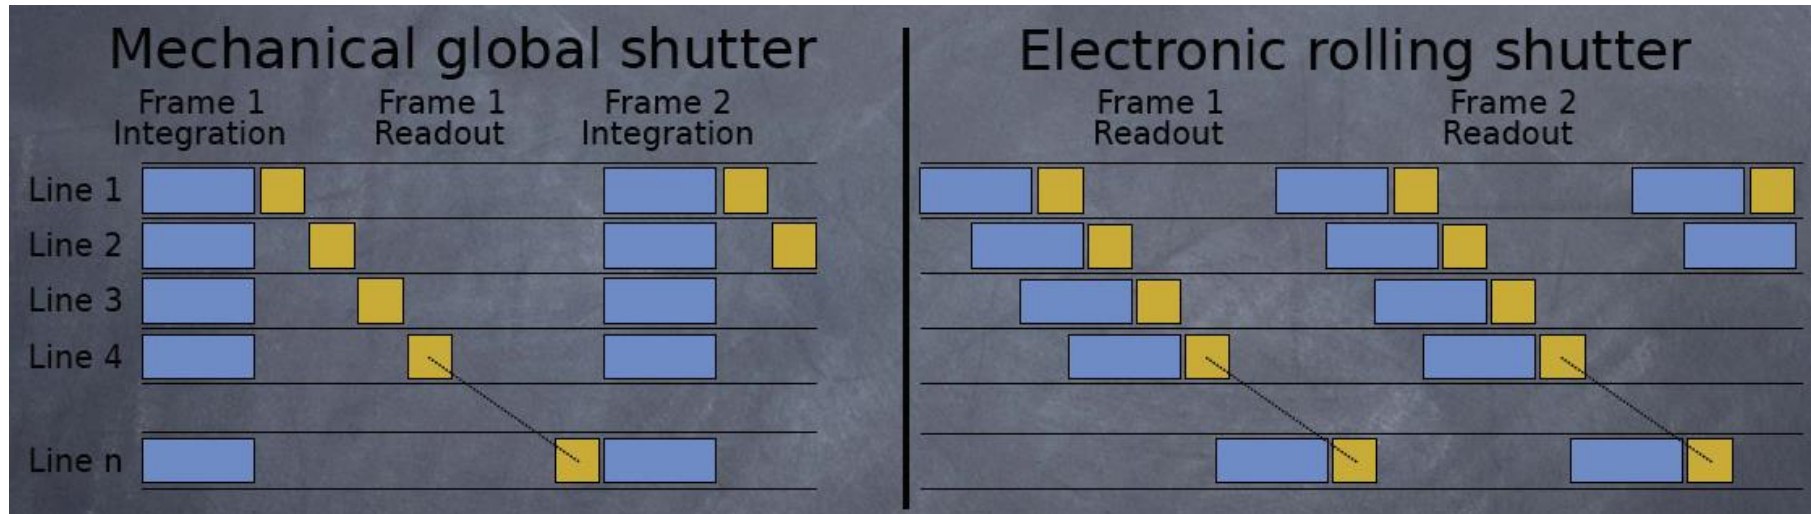 Mechanical global shutter
Frame 1
Integration
Frame 1
Readout
Frame 2
Integration
Line 1
Line 2
Line 3
Line 4
Line n
Electronic rolling shutter
Frame 1
Readout
Frame 2
Readout